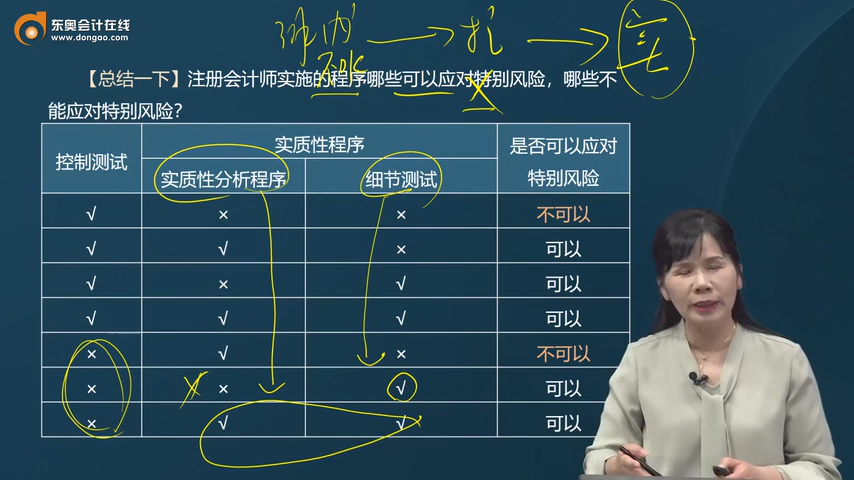 东奥会计在线
www.dongao.com
【总结一下】注册会计师实施的程序哪些可以应对特别风险，哪些不
能应对特别风险？
控制测试 实质性程序 是否可以应对特别风险
实质性分析程序 细节测试
√ × × 不可以
√ √ × 可以
√ × √ 可以
√ √ √ 可以
× √ × 不可以
× × √ 可以
× √ √ 可以